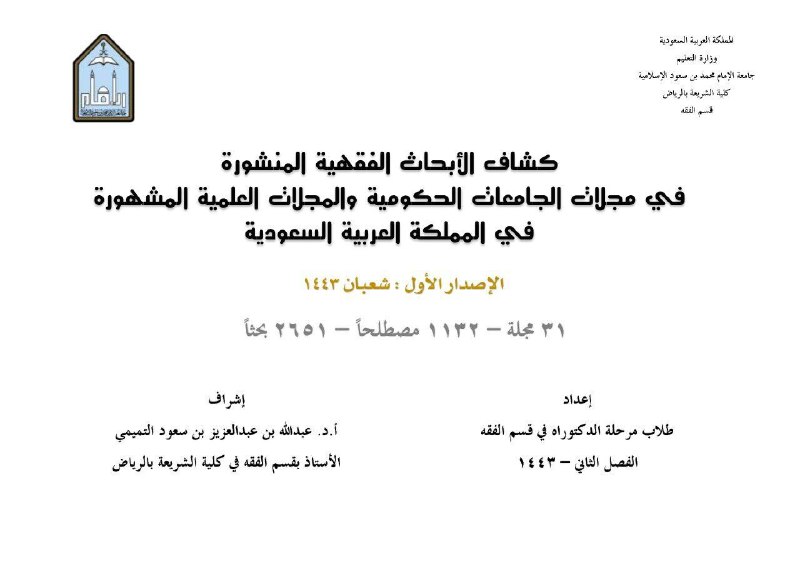 المملكة العربية السعودية
وزارة التعليم
جامعة الإمام محمد بن سعود الإسلامية
كلية الشريعة بالرياض
قسم الفقه
كشاف الأبحاث الفقهية المنشورة
في مجلات الجامعات الحكومية والمجلات العلمية المشهورة
في المملكة العربية السعودية
الإصدار الأول : شعبان ١٤٤٣
٣١ مجلة – ١١٣٢ مصطلحاً – ٢٦٥١ بحثاً
إعداد
طلاب مرحلة الدكتوراه في قسم الفقه
الفصل الثاني – ١٤٤٣
إشراف
أ.د. عبدالله بن عبدالعزيز بن سعود التميمي
الأستاذ بقسم الفقه في كلية الشريعة بالرياض